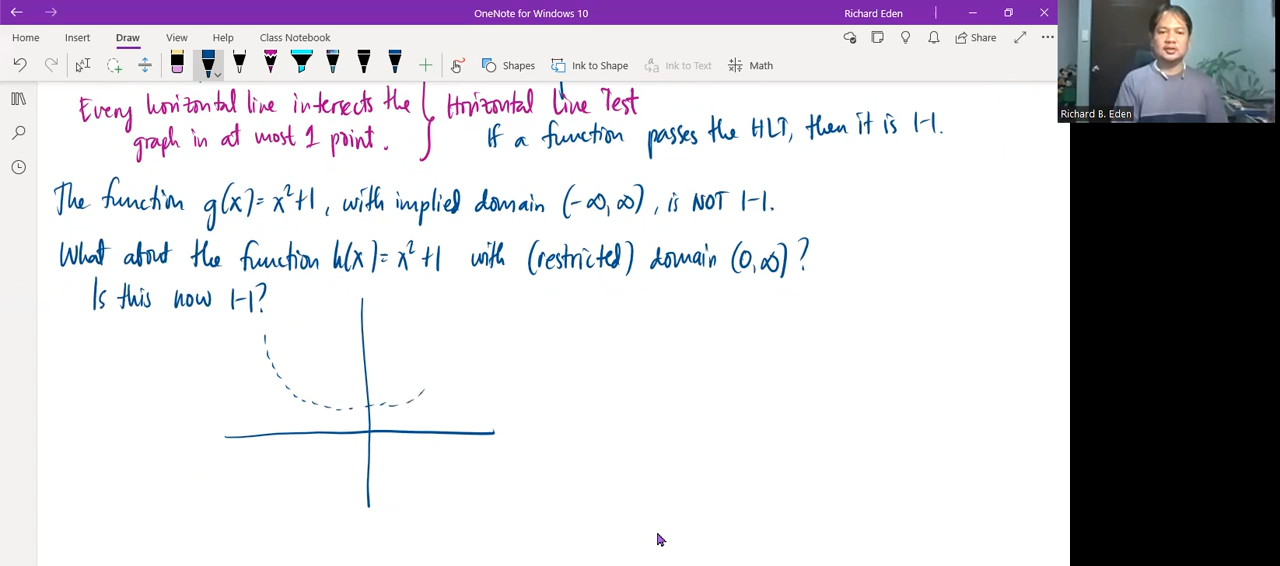 OneNote for Windows 10
Richard Eden
Home Insert Draw View Help Class Notebook
Share
Shapes Ink to Shape Ink to Text Math
Richard B. Eden
Every horizontal line intersects the
graph in at most 1 point.
Horizontal Line Test
If a function passes the HLT, then it is 1-1.
The function g(x)=x²+1, with implied domain (-∞,∞), is NOT 1-1.
What about the function h(x)=x²+1 with (restricted) domain (0,∞)?
Is this now 1-1?